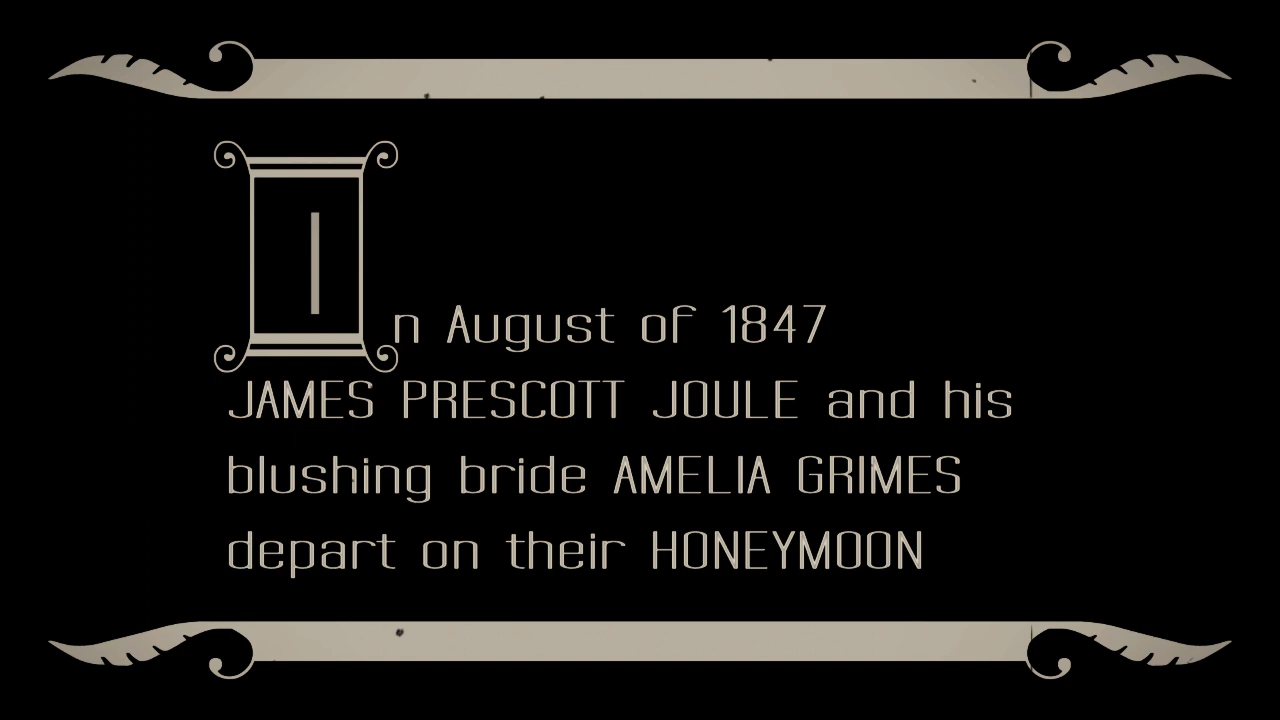 In August of 1847
JAMES PRESCOTT JOULE and his
blushing bride AMELIA GRIMES
depart on their HONEYMOON